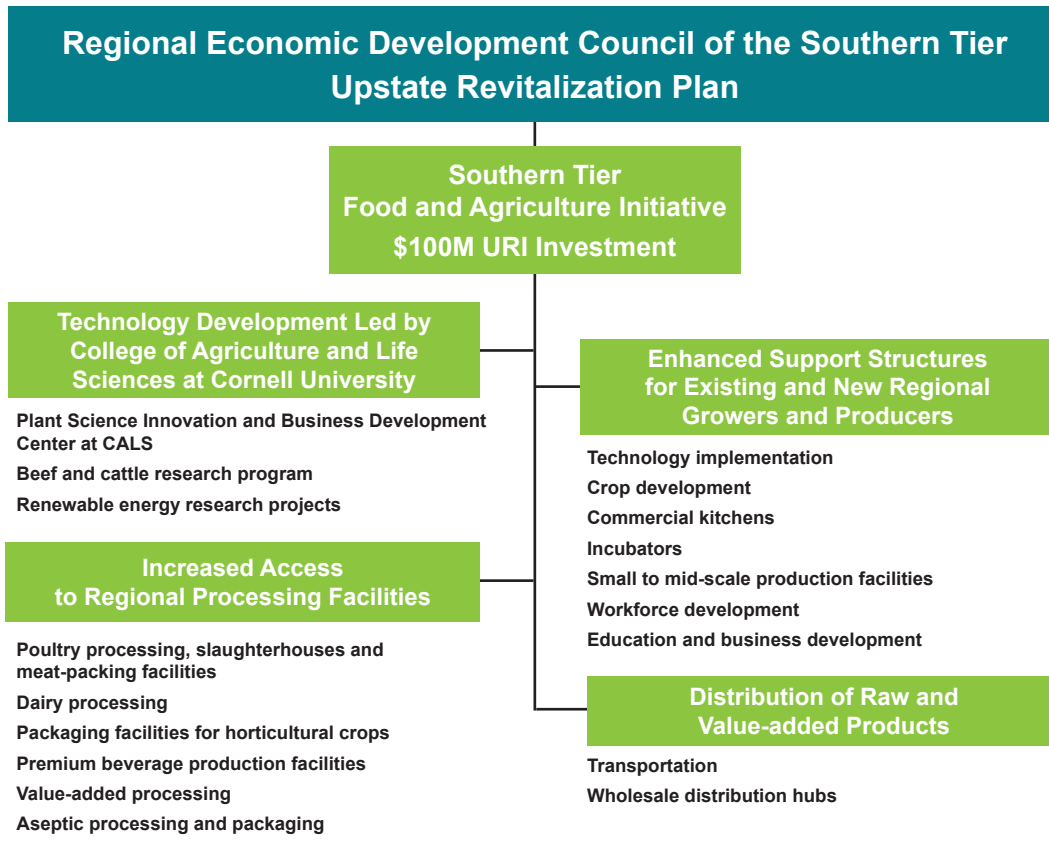 Regional Economic Development Council of the Southern Tier
Upstate Revitalization Plan
Southern Tier
Food and Agriculture Initiative
$100M URI Investment
Technology Development Led by
College of Agriculture and Life
Sciences at Cornell University
Plant Science Innovation and Business Development
Center at CALS
Beef and cattle research program
Renewable energy research projects
Increased Access
to Regional Processing Facilities
Poultry processing, slaughterhouses and
meat-packing facilities
Dairy processing
Packaging facilities for horticultural crops
Premium beverage production facilities
Value-added processing
Aseptic processing and packaging
Enhanced Support Structures
for Existing and New Regional
Growers and Producers
Technology implementation
Crop development
Commercial kitchens
Incubators
Small to mid-scale production facilities
Workforce development
Education and business development
Distribution of Raw and
Value-added Products
Transportation
Wholesale distribution hubs